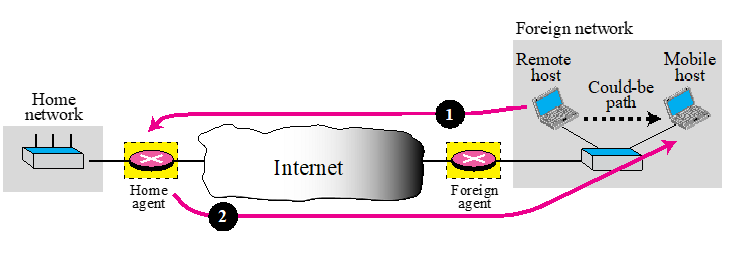 Foreign network
Remote
host
Mobile
host
Could-be
path
Home
network
1
Internet
Home
agent
Foreign
agent
2